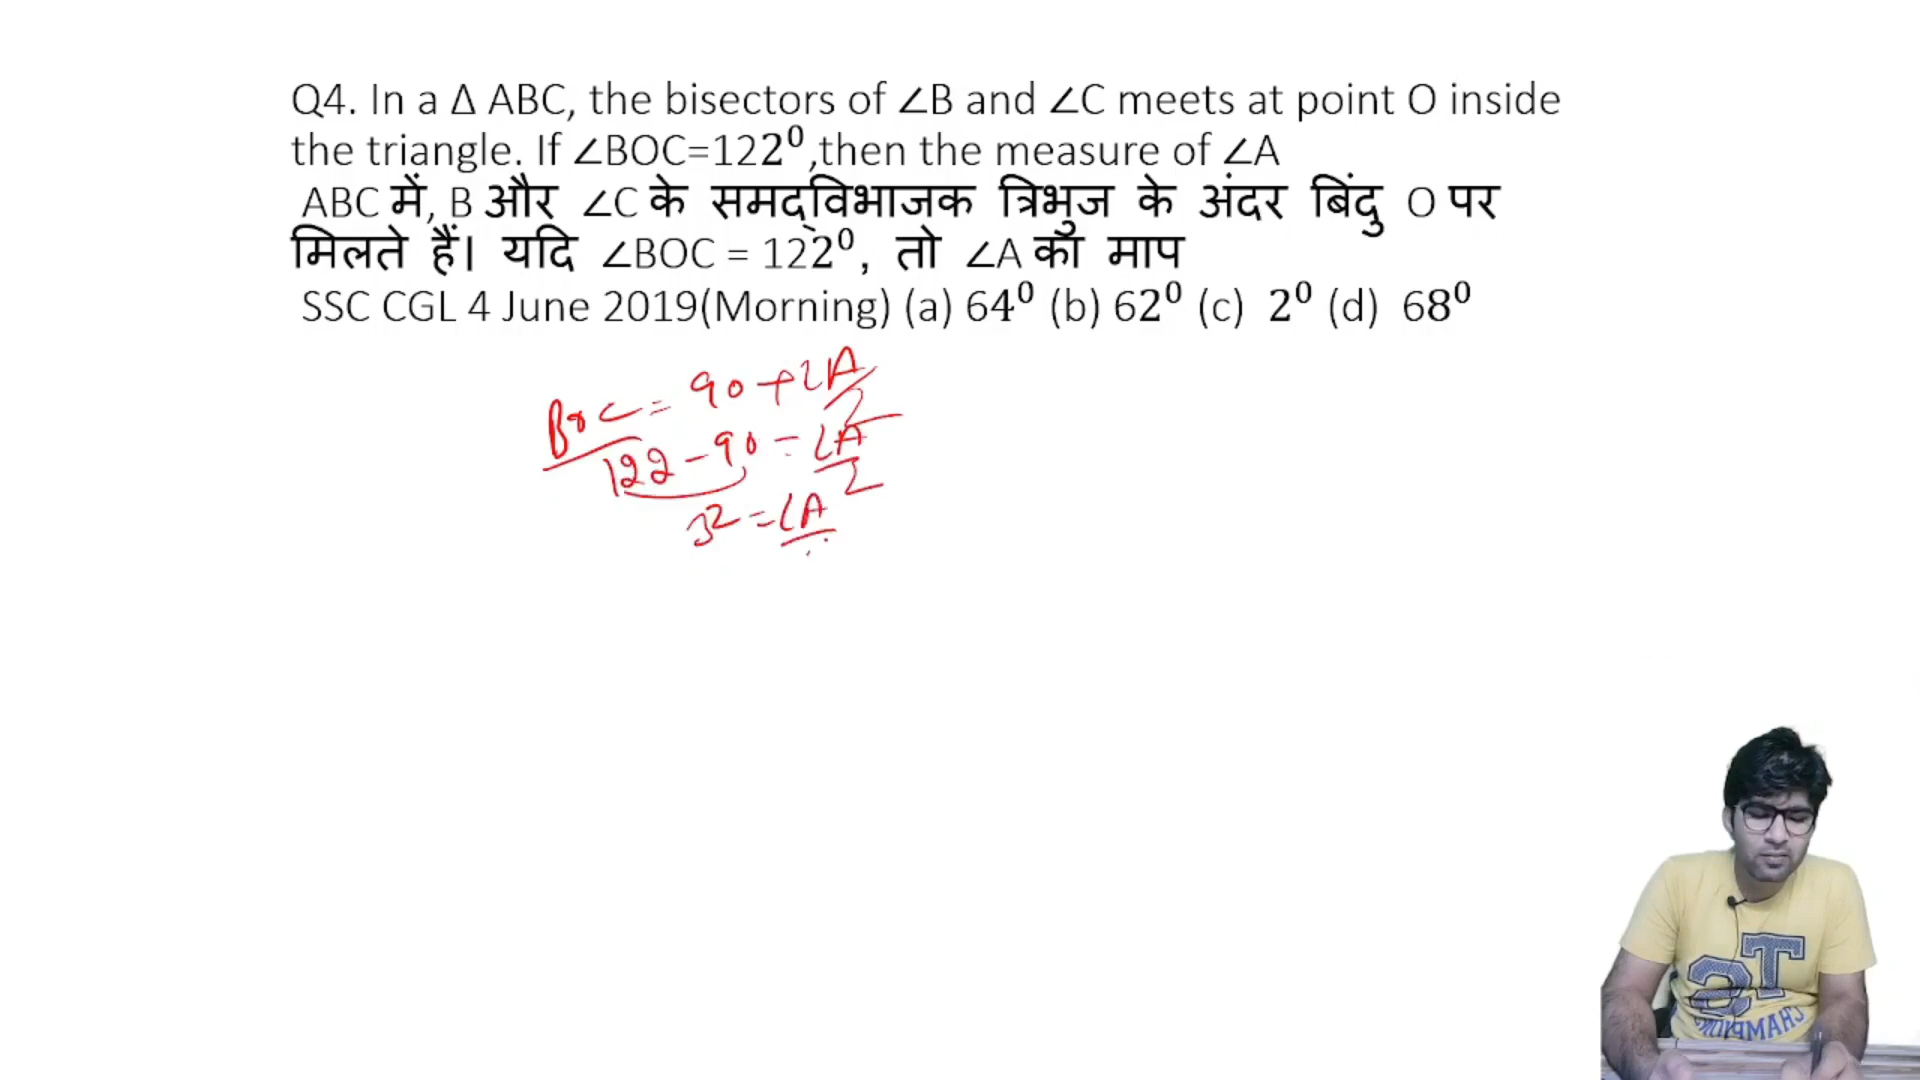 Q4. In a Δ ABC, the bisectors of ∠B and ∠C meets at point O inside
the triangle. If ∠BOC=122⁰,then the measure of ∠A
ABC में, B और ∠C के समद्विभाजक त्रिभुज के अंदर बिंदु O पर
मिलते हैं। यदि ∠BOC = 122⁰, तो ∠A का माप
SSC CGL 4 June 2019(Morning) (a) 64⁰ (b) 62⁰ (c) 2⁰ (d) 68⁰
BOC = 90 + ∠A/2
122 - 90 = ∠A/2
32 = ∠A
ST
CHAMPIONS